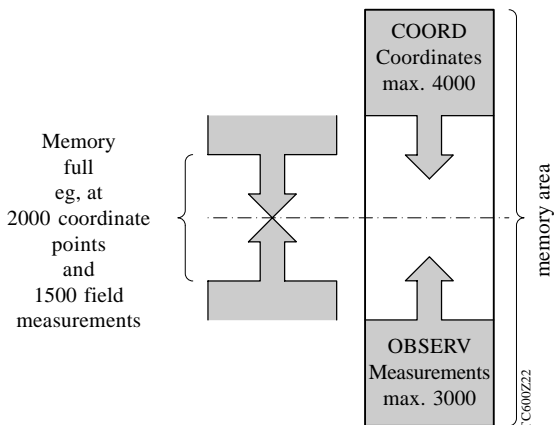 Memory
full
eg, at
2000 coordinate
points
and
1500 field
measurements
COORD
Coordinates
max. 4000
OBSERV
Measurements
max. 3000
memory area
TC600Z22